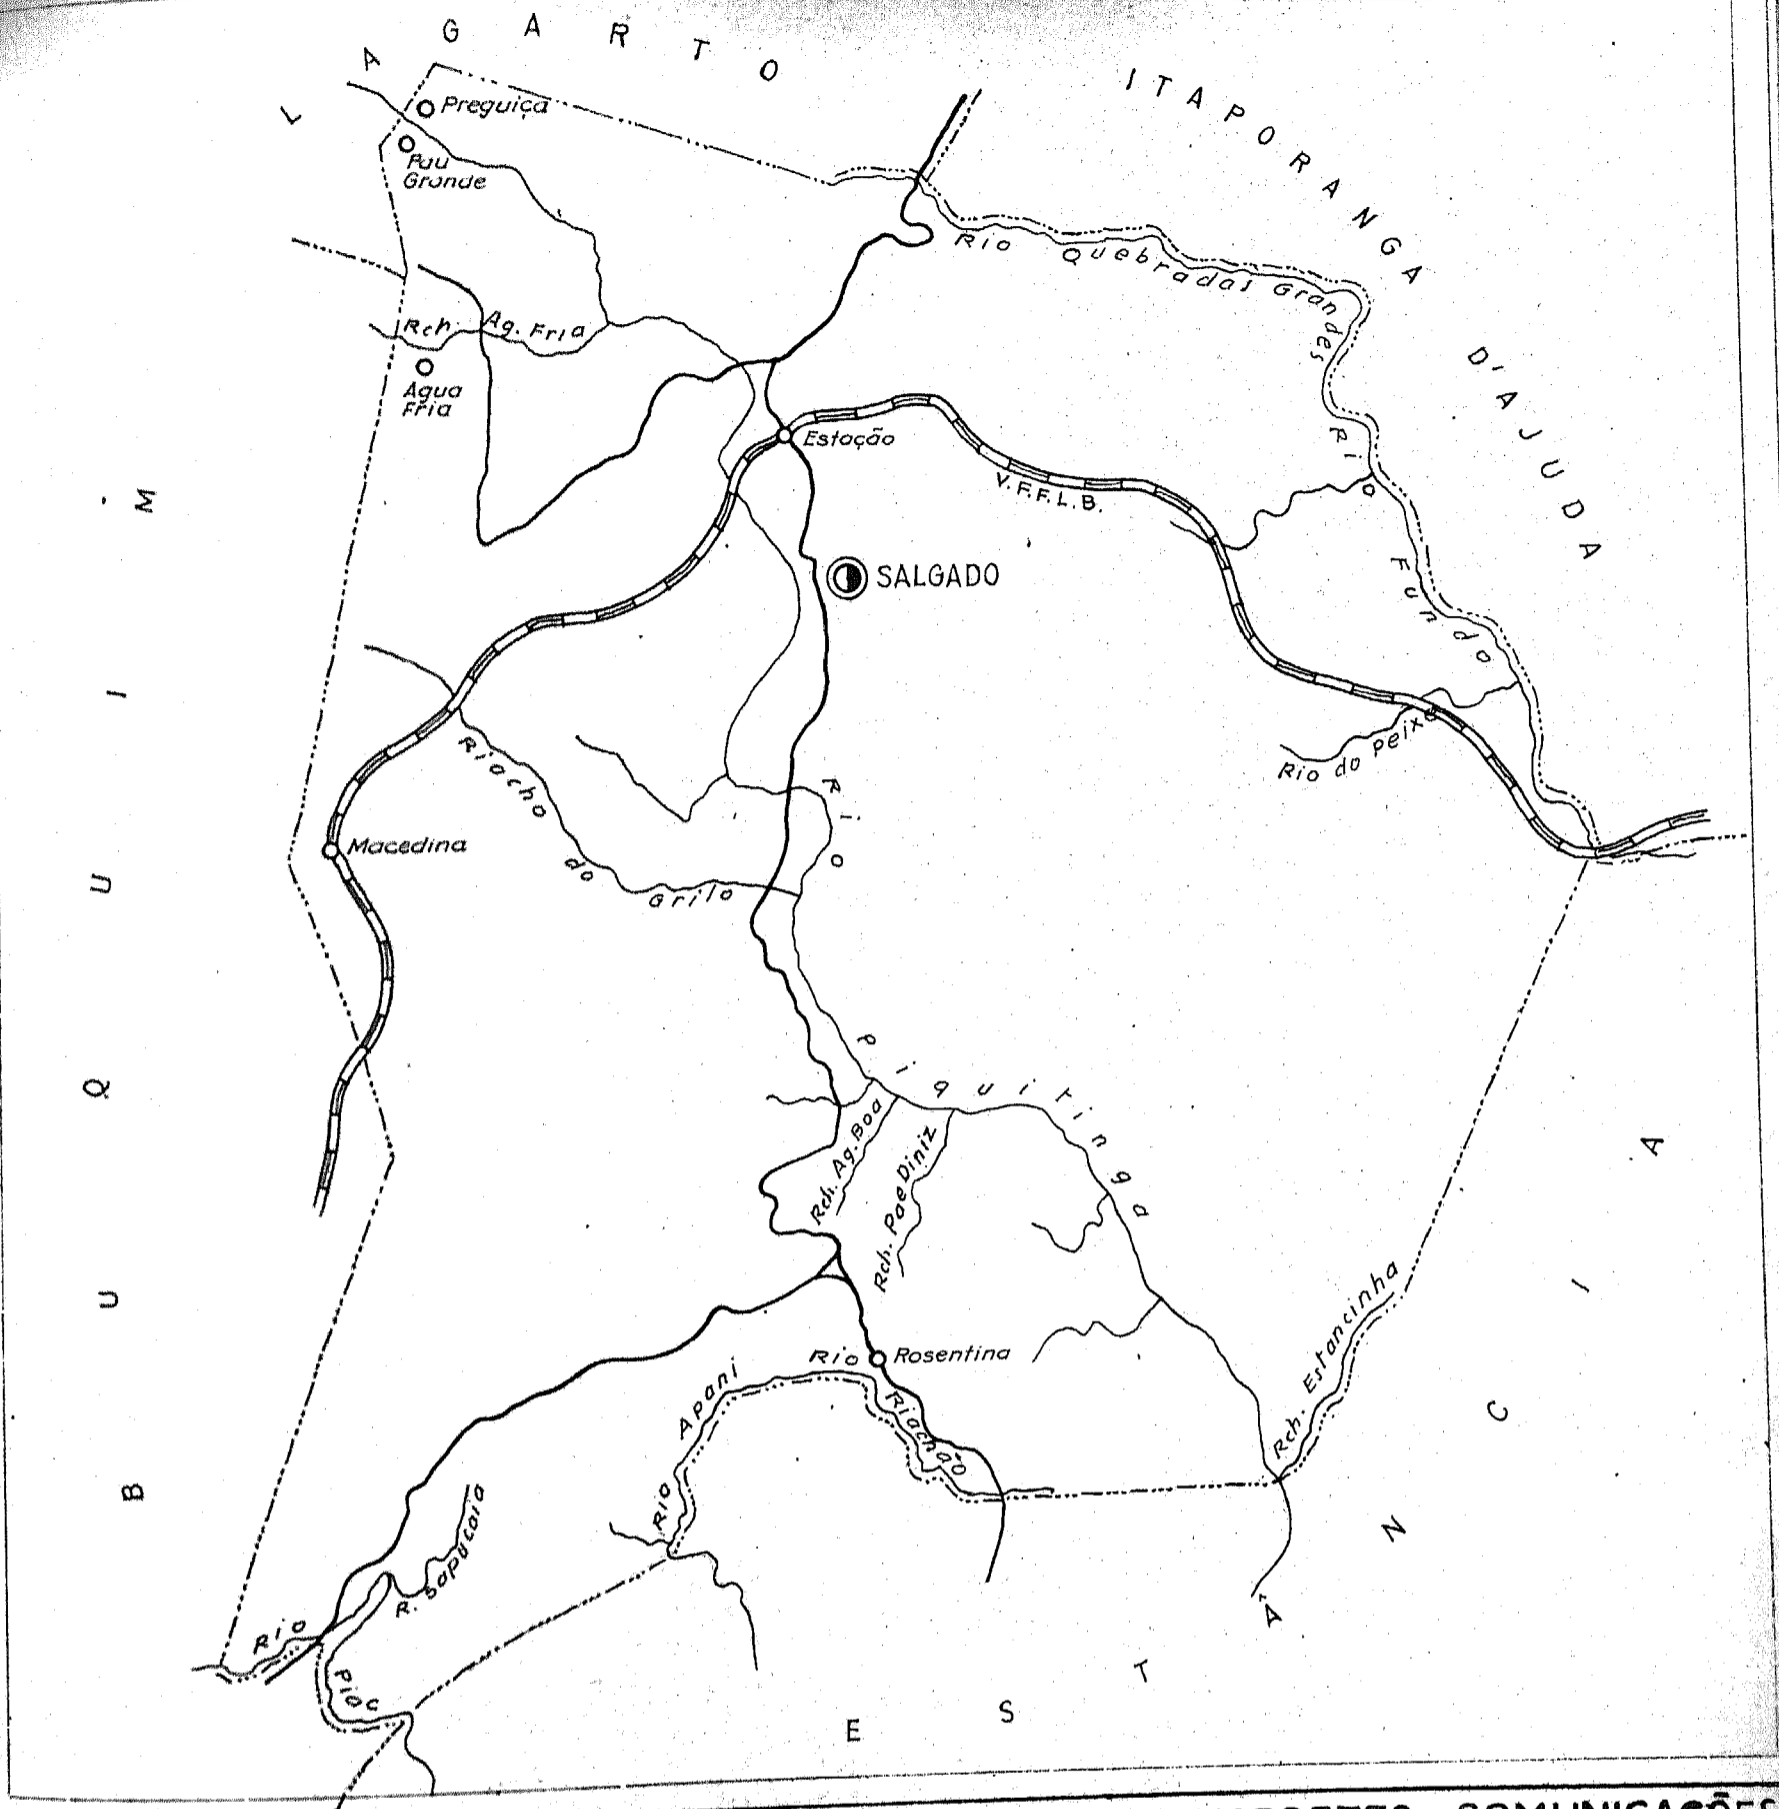 LAGARTO
ITAPORANGA D'AJUDA
Preguiça
Pau
Grande
Rio Quebradas Grandes
Rch. Ag. Fria
Agua
Fria
Estação
V.F.F.L.B.
Rio Fundo
SALGADO
BUQUIM
Rio do Peixe
Riacho do Grilo
Macedina
Rio Piquitinga
Rch. Ag. Boa
Rch. Pae Diniz
Rch. Estancinha
Rio Rosentina
Rio Apani
Riachão
R. Sapucaia
Rio Piac
ESTÂNCIA
COMUNICAÇÕES